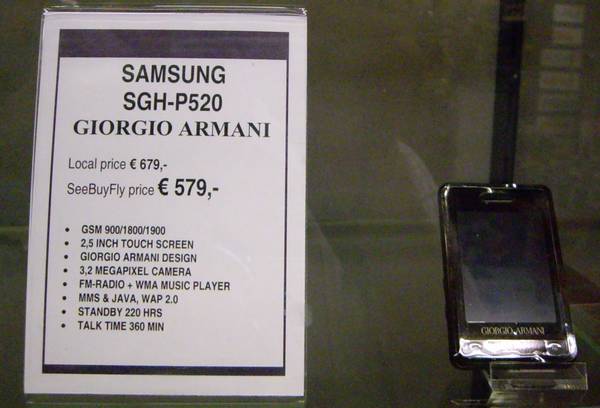 SAMSUNG
SGH-P520
GIORGIO ARMANI
Local price € 679,-
SeeBuyFly price € 579,-
• GSM 900/1800/1900
• 2,5 INCH TOUCH SCREEN
• GIORGIO ARMANI DESIGN
• 3,2 MEGAPIXEL CAMERA
• FM-RADIO + WMA MUSIC PLAYER
• MMS & JAVA, WAP 2.0
• STANDBY 220 HRS
• TALK TIME 360 MIN
GIORGIO ARMANI